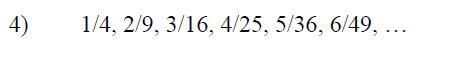 4) 1/4, 2/9, 3/16, 4/25, 5/36, 6/49, …